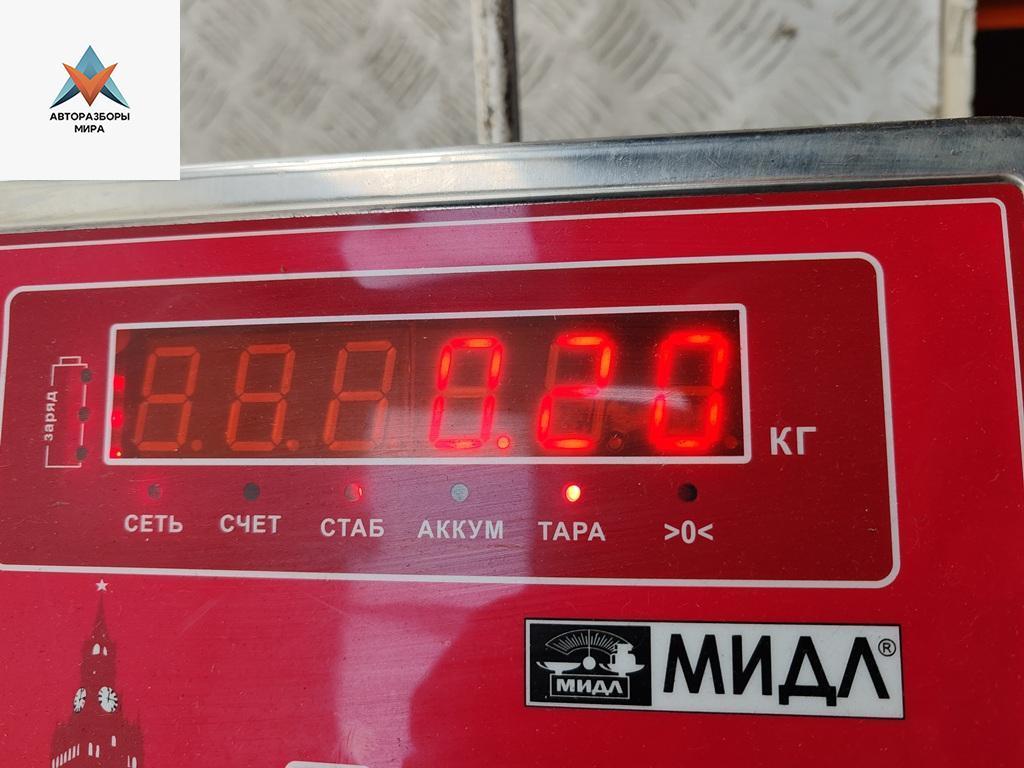 АВТОРАЗБОРЫ
МИРА
заряд
0.20
КГ
СЕТЬ СЧЕТ СТАБ АККУМ ТАРА >0<
МИДЛ МИДЛ®